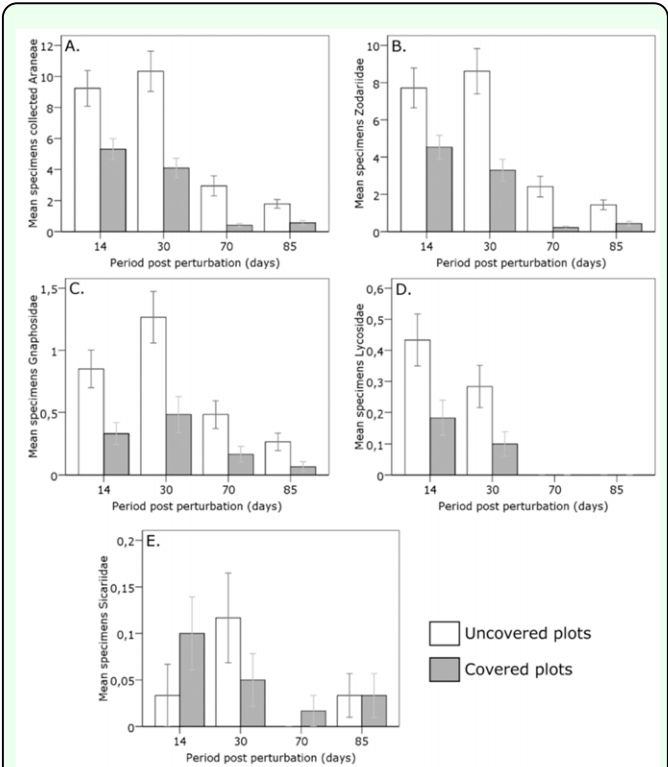 A.
Mean specimens collected Araneae
12
10
8
6
4
2
0
14 30 70 85
Period post perturbation (days)
B.
Mean specimens Zodariidae
10
8
6
4
2
0
14 30 70 85
Period post perturbation (days)
C.
Mean specimens Gnaphosidae
1,5
1
0,5
0
14 30 70 85
Period post perturbation (days)
D.
Mean specimens Lycosidae
0,6
0,5
0,4
0,3
0,2
0,1
0
14 30 70 85
Period post perturbation (days)
E.
Mean specimens Sicariidae
0,2
0,15
0,1
0,05
0
14 30 70 85
Period post perturbation (days)
Uncovered plots
Covered plots